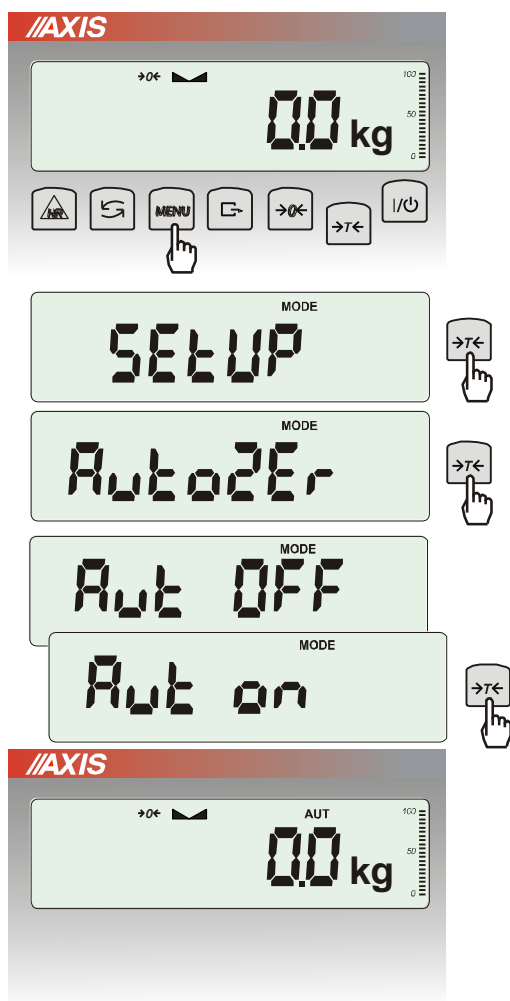 //AXIS
→0←
100
50
0
0.0 kg
HR
MENU
→0←
→T←
I/
MODE
SEtUP
→T←
MODE
AutoZEr
→T←
MODE
Aut OFF
MODE
Aut on
→T←
//AXIS
→0←
AUT
100
50
0
0.0 kg